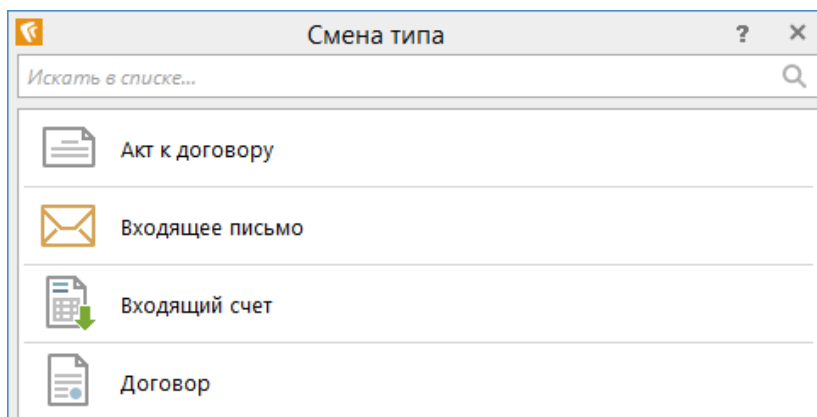 Смена типа
?
Искать в списке...
Акт к договору
Входящее письмо
Входящий счет
Договор